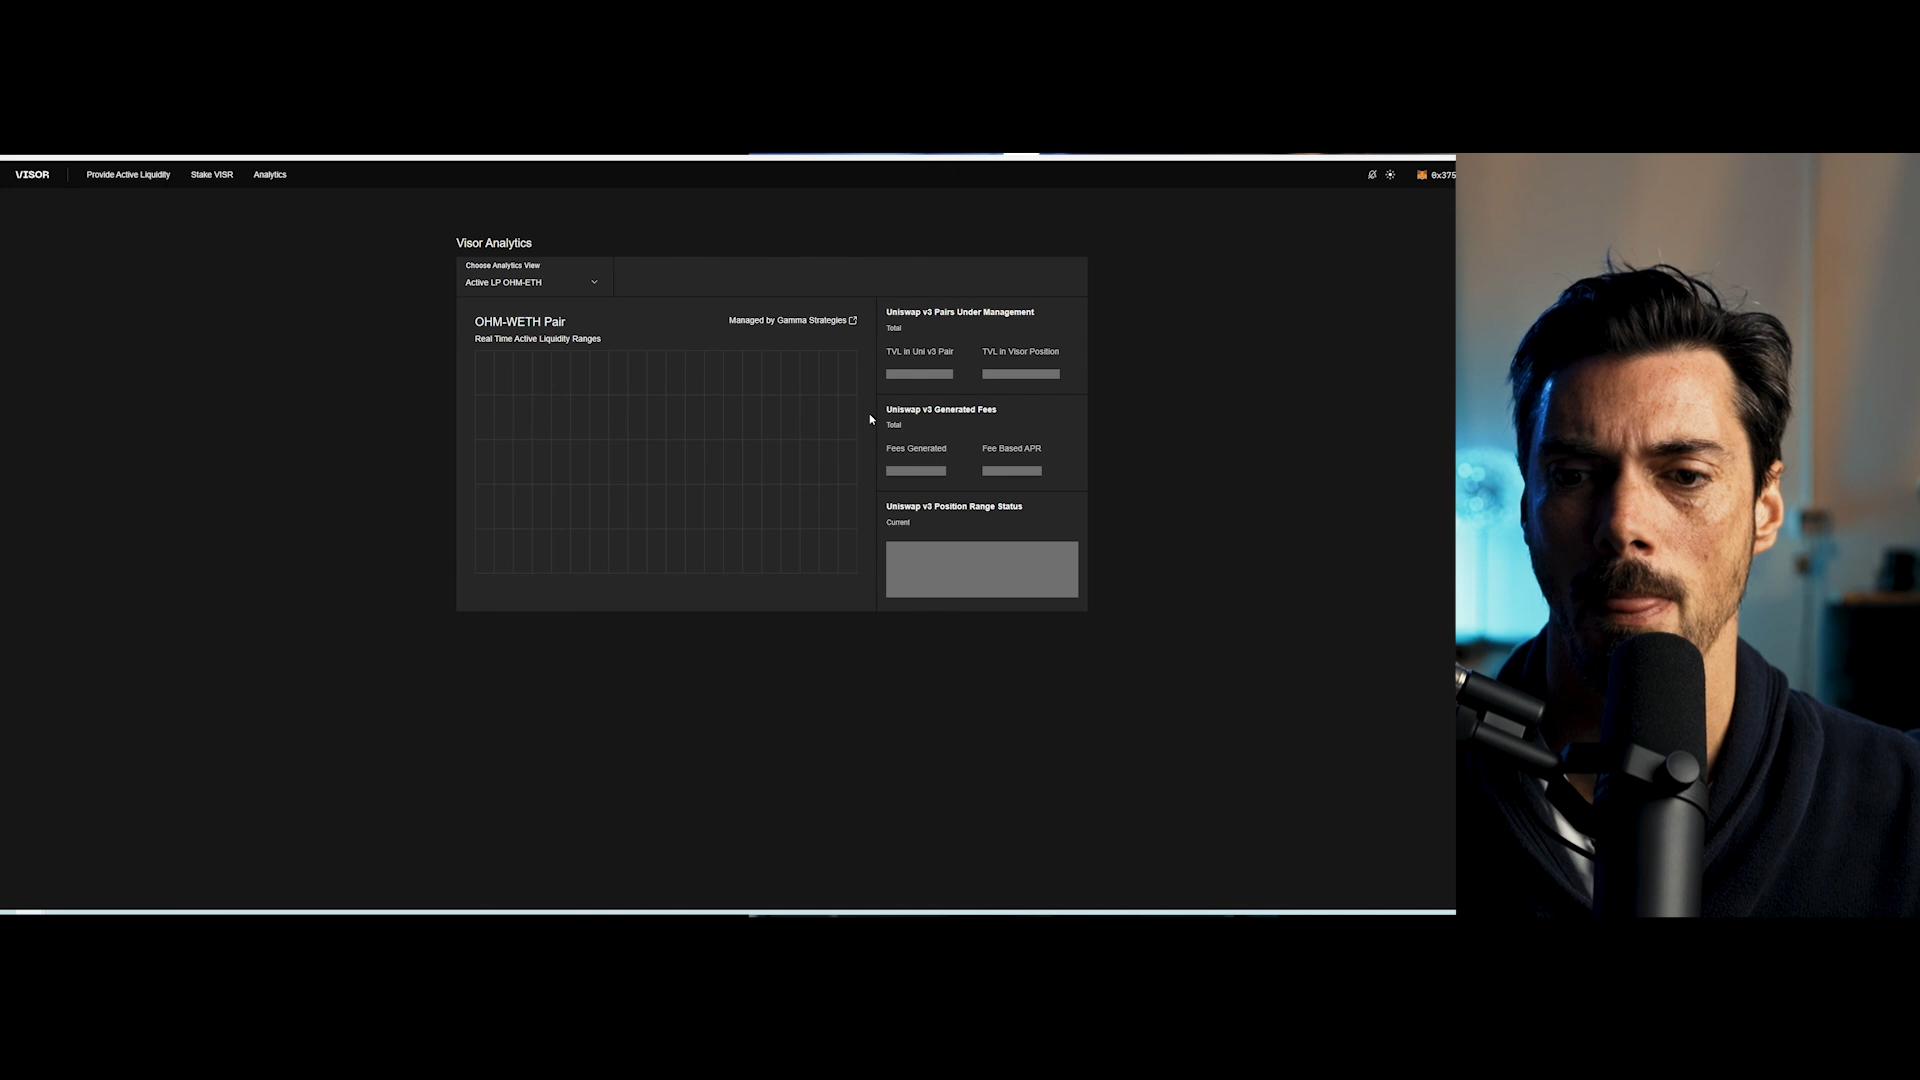 VISOR
Provide Active Liquidity
Stake VISR
Analytics
0x375
Visor Analytics
Choose Analytics View
Active LP OHM-ETH
OHM-WETH Pair
Managed by Gamma Strategies
Real Time Active Liquidity Ranges
Uniswap v3 Pairs Under Management
Total
TVL in Uni v3 Pair
TVL in Visor Position
Uniswap v3 Generated Fees
Total
Fees Generated
Fee Based APR
Uniswap v3 Position Range Status
Current